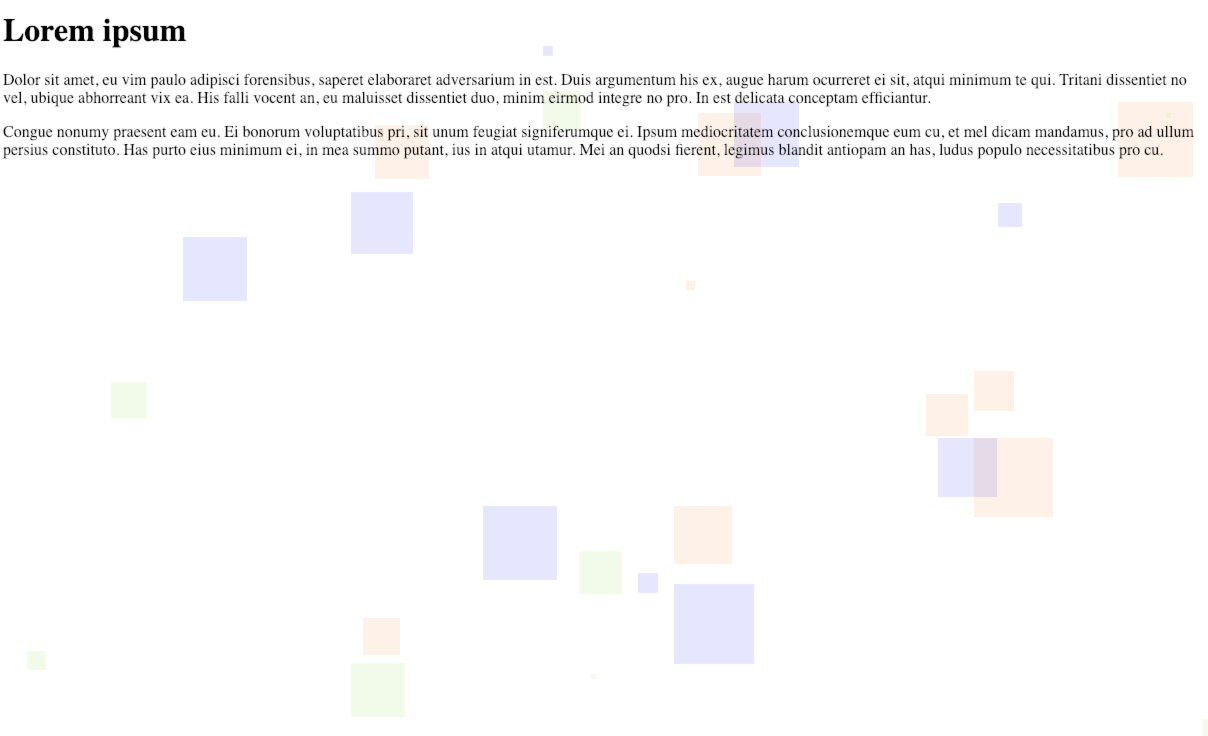 Lorem ipsum
Dolor sit amet, eu vim paulo adipisci forensibus, saperet elaboraret adversarium in est. Duis argumentum his ex, augue harum ocurreret ei sit, atqui minimum te qui. Tritani dissentiet no
vel, ubique abhorreant vix ea. His falli vocent an, eu maluisset dissentiet duo, minim eirmod integre no pro. In est delicata conceptam efficiantur.
Congue nonumy praesent eam eu. Ei bonorum voluptatibus pri, sit unum feugiat signiferumque ei. Ipsum mediocritatem conclusionemque eum cu, et mel dicam mandamus, pro ad ullum
persius constituto. Has purto eius minimum ei, in mea summo putant, ius in atqui utamur. Mei an quodsi fierent, legimus blandit antiopam an has, ludus populo necessitatibus pro cu.